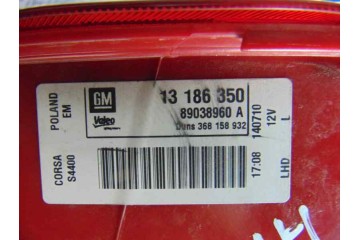 POLAND
EM
GM
13 186 350
Valeo
89038960 A
Duns 368 158 932
140710
12V
L
CORSA
S4400
17:08
LHD